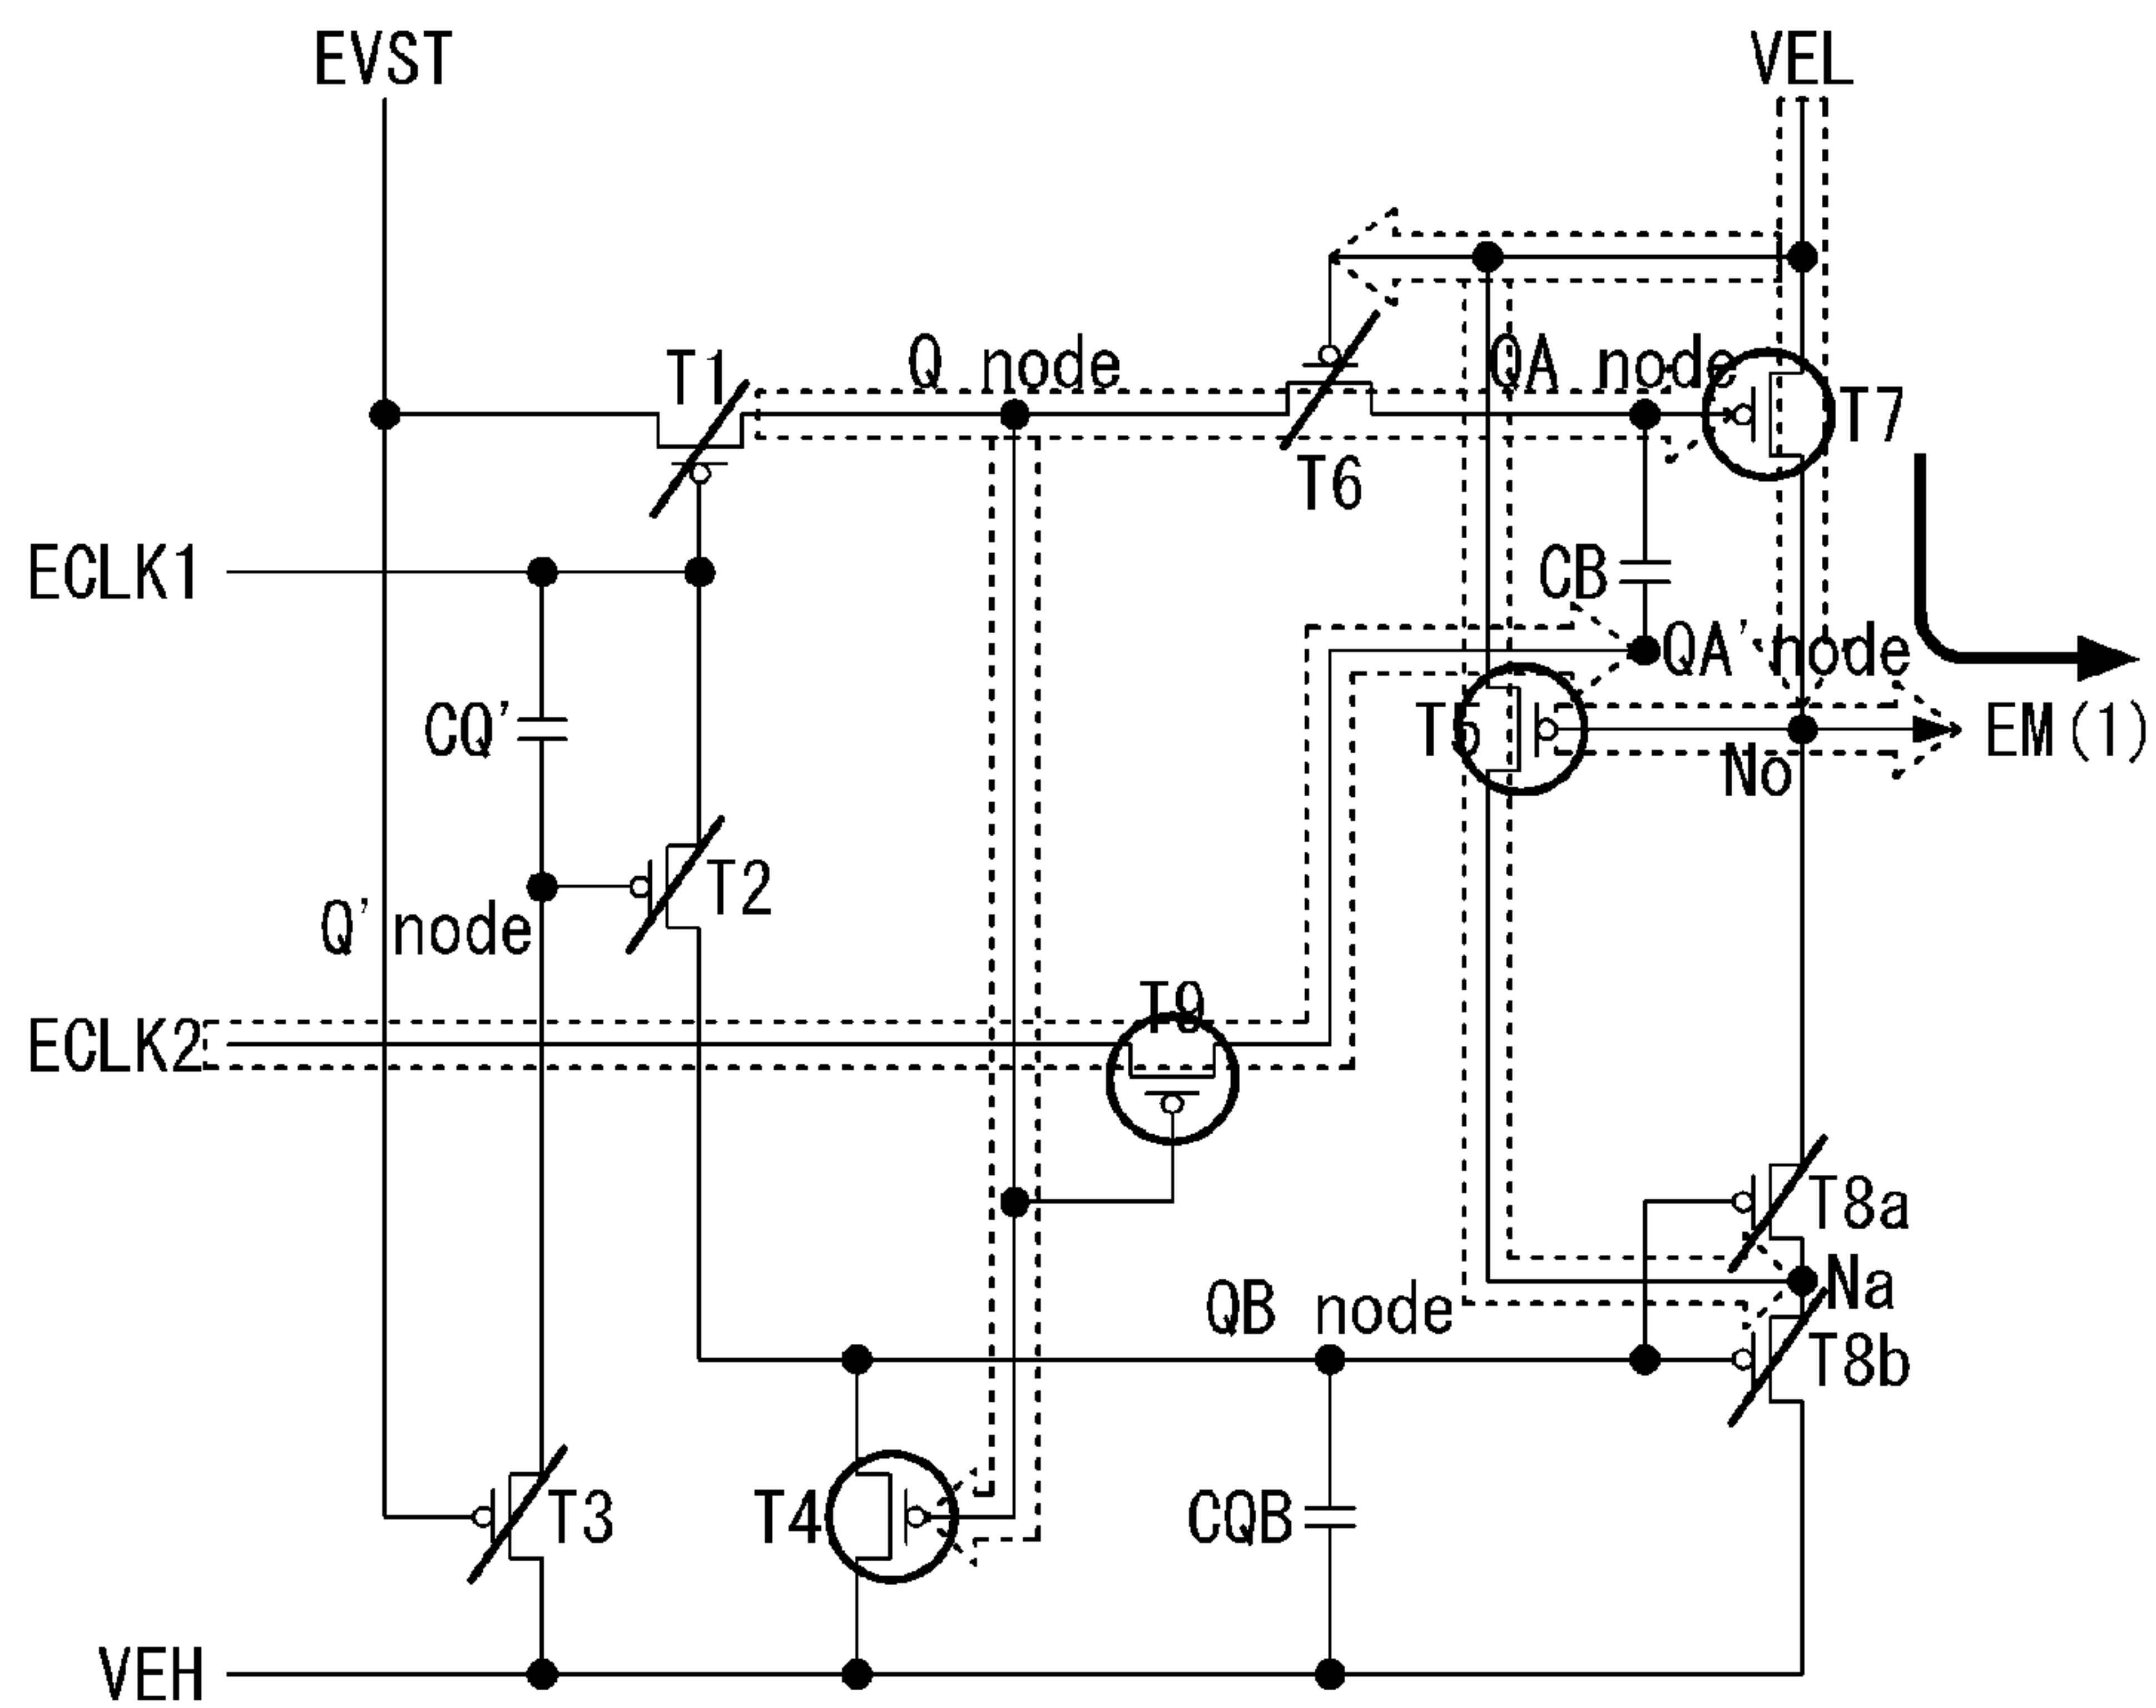 EVST
VEL
T1
Q node
QA node
T7
T6
ECLK1
CB
QA' node
CQ'
T5
EM(1)
No
T2
Q' node
T9
ECLK2
T8a
Na
QB node
T8b
T3
T4
CQB
VEH